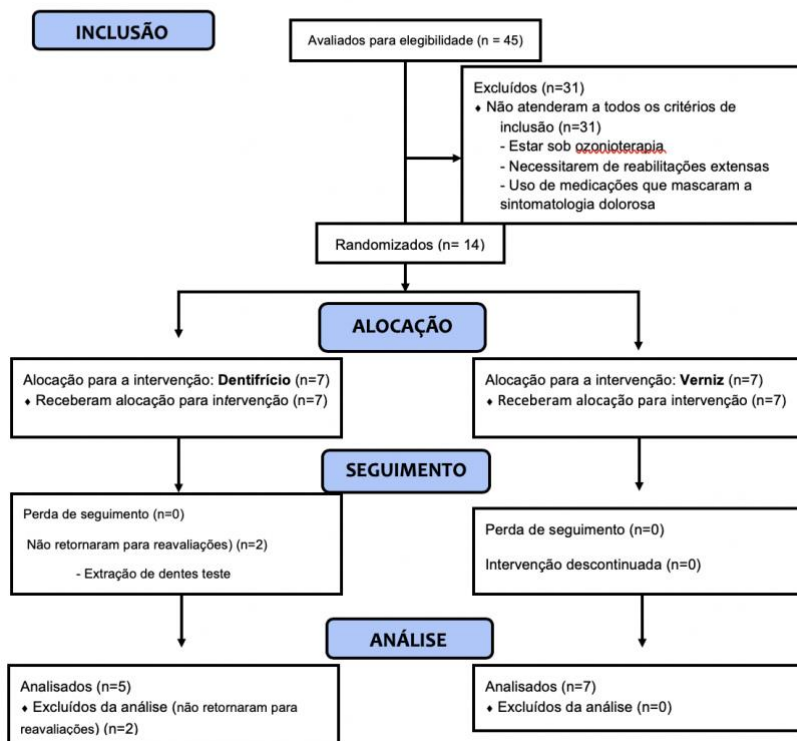 INCLUSÃO
Avaliados para elegibilidade (n = 45)
Excluídos (n=31)
♦ Não atenderam a todos os critérios de
inclusão (n=31)
- Estar sob ozonioterapia
- Necessitarem de reabilitações extensas
- Uso de medicações que mascaram a
sintomatologia dolorosa
Randomizados (n= 14)
ALOCAÇÃO
Alocação para a intervenção: Dentifrício (n=7)
♦ Receberam alocação para intervenção (n=7)
Alocação para a intervenção: Verniz (n=7)
♦ Receberam alocação para intervenção (n=7)
SEGUIMENTO
Perda de seguimento (n=0)
Não retornaram para reavaliações) (n=2)
- Extração de dentes teste
Perda de seguimento (n=0)
Intervenção descontinuada (n=0)
ANÁLISE
Analisados (n=5)
♦ Excluídos da análise (não retornaram para
reavaliações) (n=2)
Analisados (n=7)
♦ Excluídos da análise (n=0)